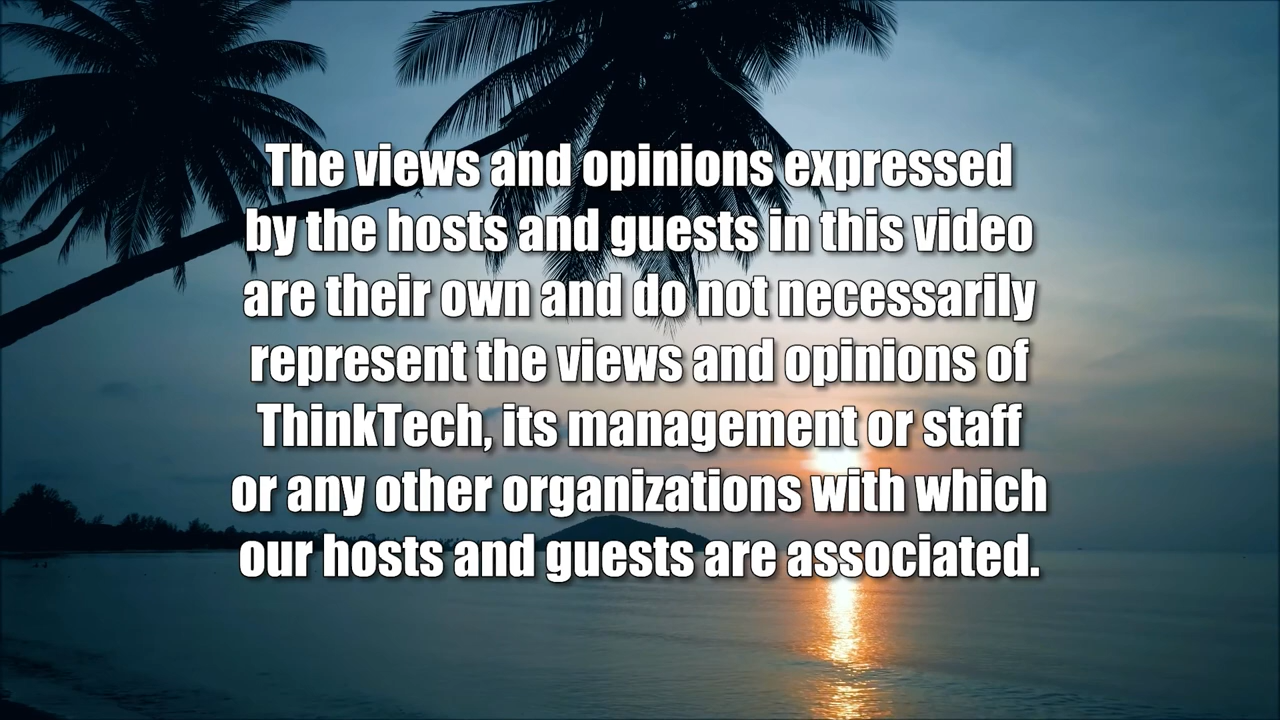 The views and opinions expressed
by the hosts and guests in this video
are their own and do not necessarily
represent the views and opinions of
ThinkTech, its management or staff
or any other organizations with which
our hosts and guests are associated.